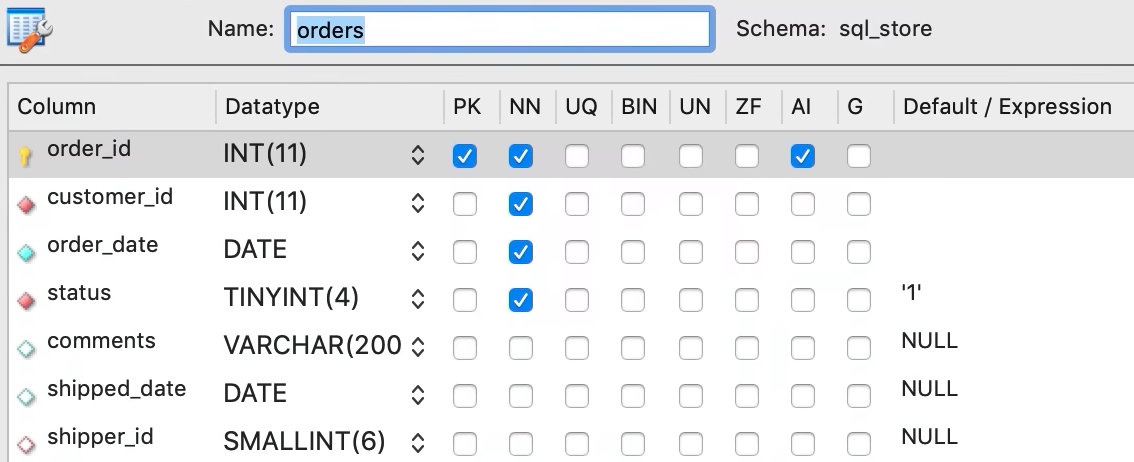 Name: orders Schema: sql_store
Column Datatype PK NN UQ BIN UN ZF AI G Default / Expression
order_id INT(11)
customer_id INT(11)
order_date DATE
status TINYINT(4) '1'
comments VARCHAR(200 NULL
shipped_date DATE NULL
shipper_id SMALLINT(6) NULL